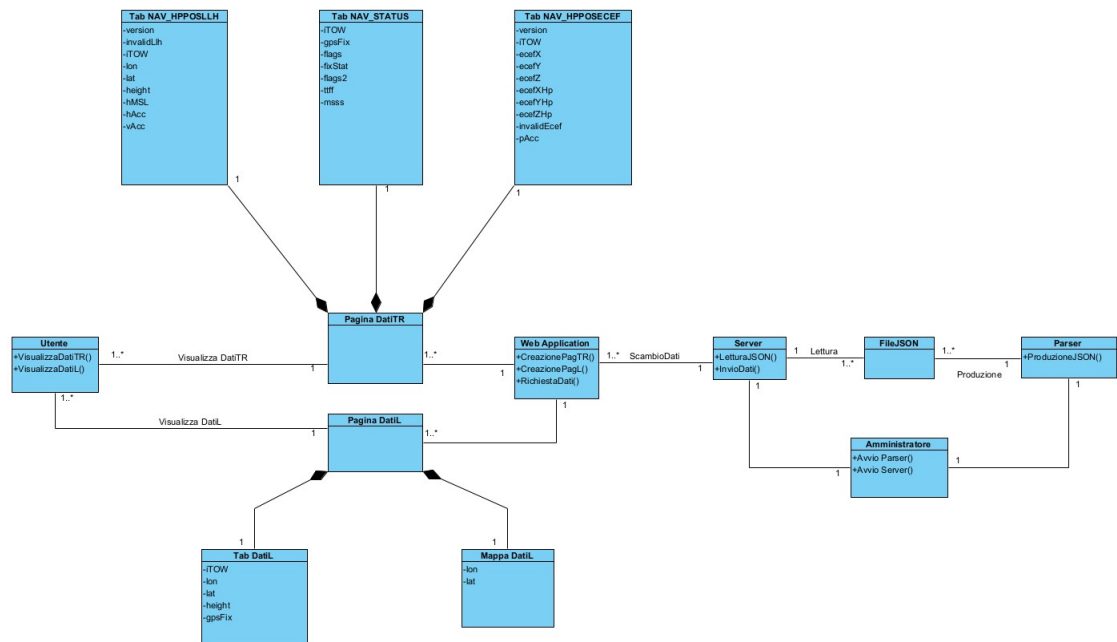 Tab NAV_HPPOSLLH
-version
-invalidLlh
-iTOW
-lon
-lat
-height
-hMSL
-hAcc
-vAcc
1
Tab NAV_STATUS
-iTOW
-gpsFix
-flags
-fixStat
-flags2
-ttff
-msss
1
Tab NAV_HPPOSECEF
-version
-iTOW
-ecefX
-ecefY
-ecefZ
-ecefXHp
-ecefYHp
-ecefZHp
-invalidEcef
-pAcc
1
Utente
+VisualizzaDatiTR()
+VisualizzaDatiL()
1..*
Visualizza DatiTR
1
1..*
Visualizza DatiL
1
Pagina DatiTR
1..*
1
Pagina DatiL
1..*
1
Web Application
+CreazionePagTR()
+CreazionePagL()
+RichiestaDati()
1..*
ScambioDati
1
Server
+LetturaJSON()
+InvioDati()
1
Lettura
1..*
1
1
FileJSON
1..*
Produzione
1
Parser
+ProduzioneJSON()
1
1
Amministratore
+Avvio Parser()
+Avvio Server()
1
Tab DatiL
-iTOW
-lon
-lat
-height
-gpsFix
1
Mappa DatiL
-lon
-lat